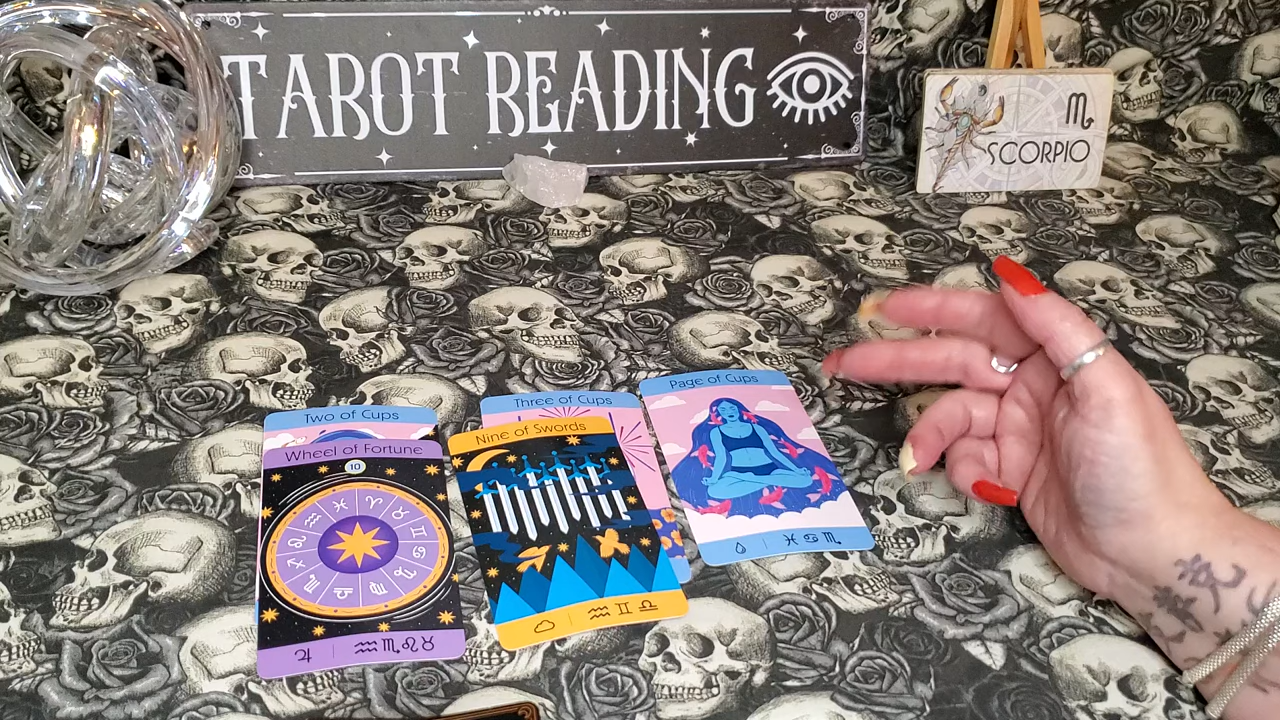 TAROT READING
♏
SCORPIO
Two of Cups
Wheel of Fortune
10
Three of Cups
Nine of Swords
Page of Cups
♃ | ♒♏♌♉
♒ ♊ ♎
♓ ♋ ♏